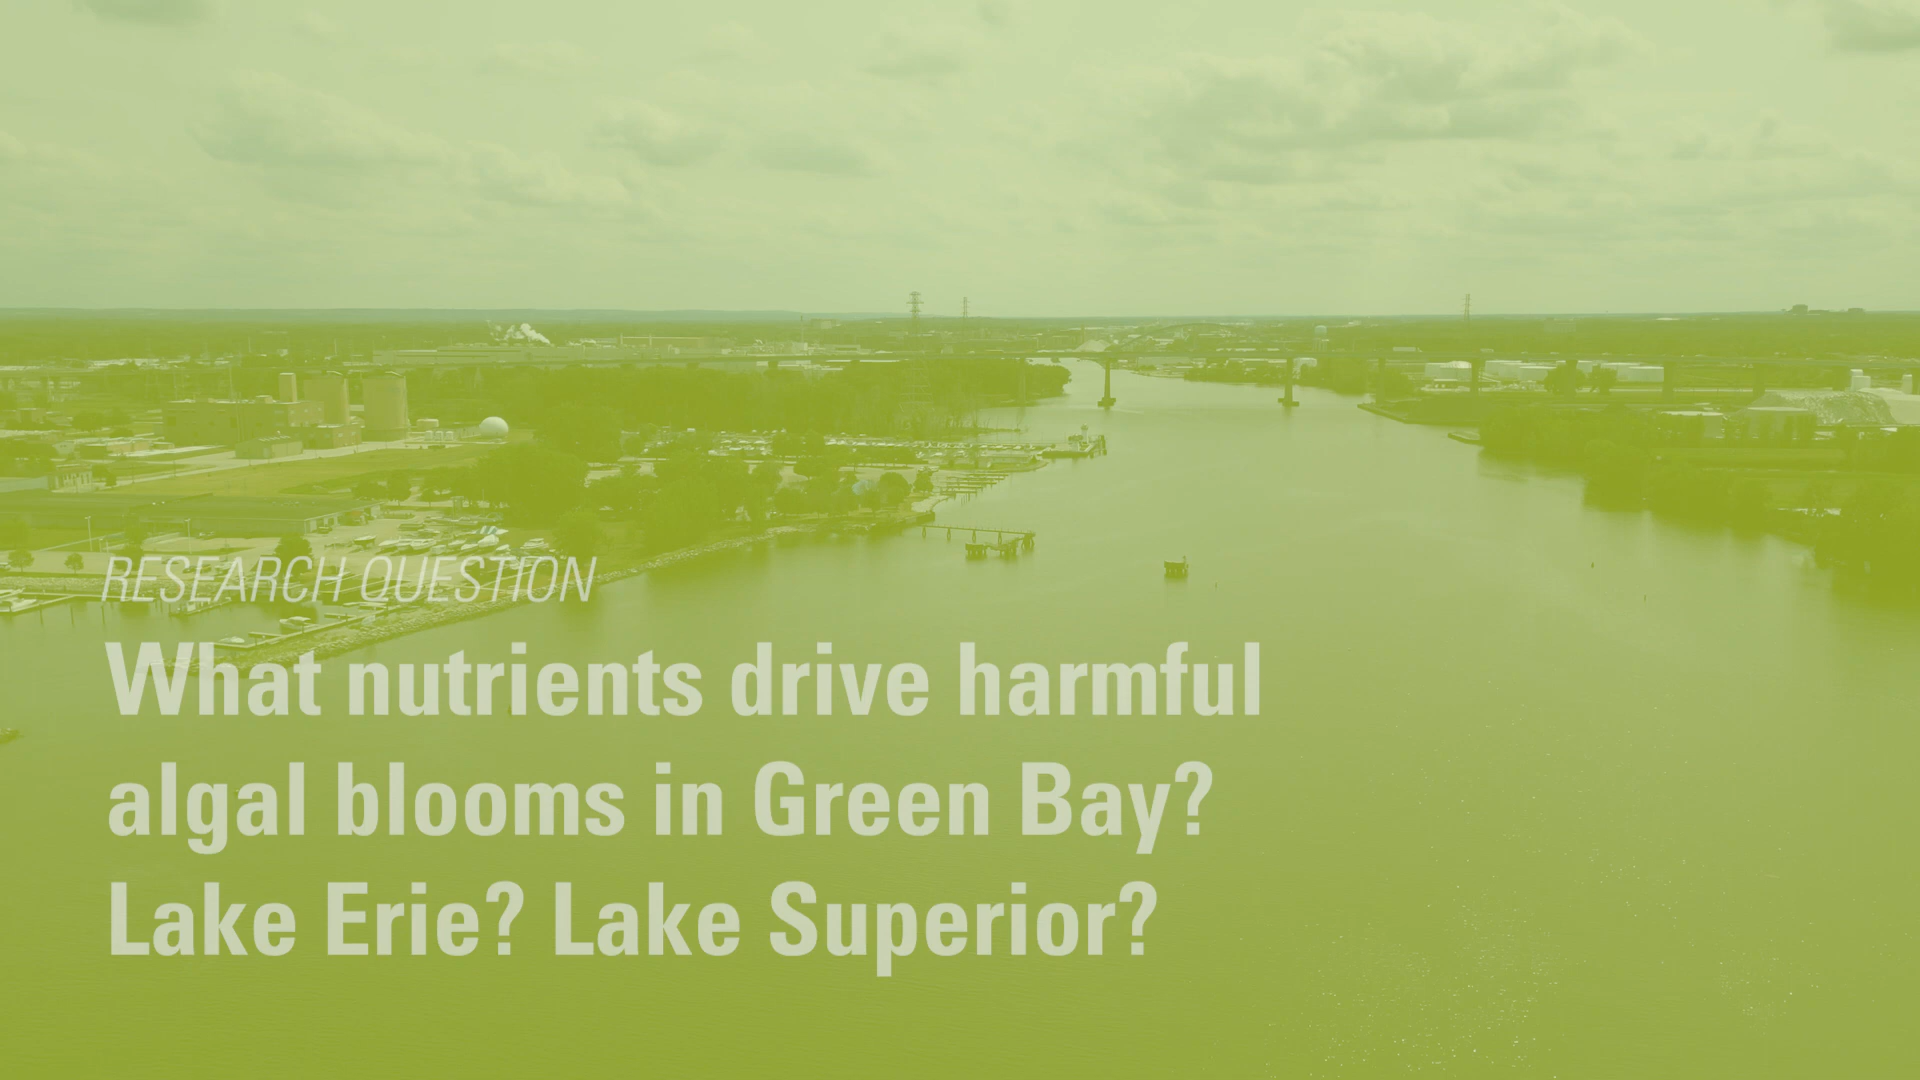 RESEARCH QUESTION
What nutrients drive harmful
algal blooms in Green Bay?
Lake Erie? Lake Superior?